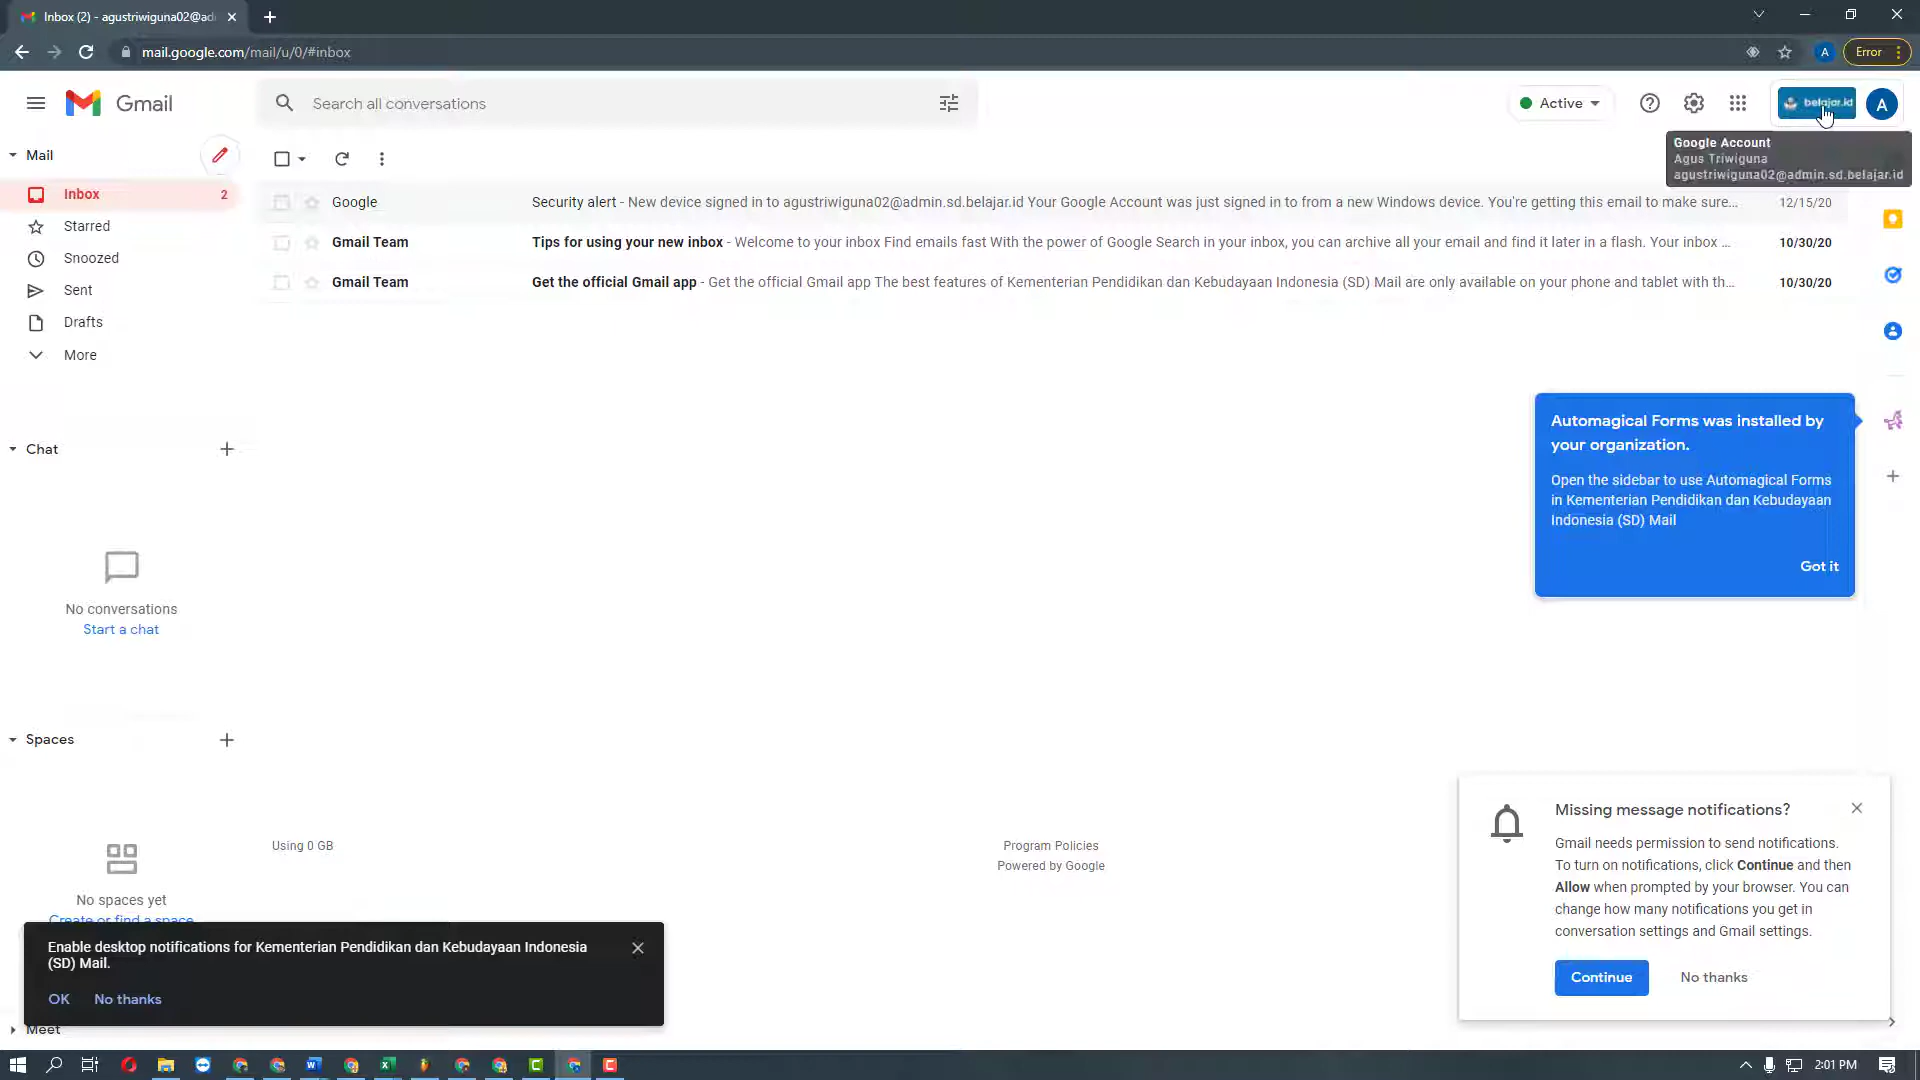 Inbox (2) - agustriwiguna02@ad
mail.google.com/mail/u/0/#inbox
A
Error
Gmail
Search all conversations
Active
belajar.id
A
Google Account
Agus Triwiguna
agustriwiguna02@admin.sd.belajar.id
Mail
Inbox 2
Starred
Snoozed
Sent
Drafts
More
Google Security alert - New device signed in to agustriwiguna02@admin.sd.belajar.id Your Google Account was just signed in to from a new Windows device. You're getting this email to make sure... 12/15/20
Gmail Team Tips for using your new inbox - Welcome to your inbox Find emails fast With the power of Google Search in your inbox, you can archive all your email and find it later in a flash. Your inbox ... 10/30/20
Gmail Team Get the official Gmail app - Get the official Gmail app The best features of Kementerian Pendidikan dan Kebudayaan Indonesia (SD) Mail are only available on your phone and tablet with th... 10/30/20
Automagical Forms was installed by
your organization.
Open the sidebar to use Automagical Forms
in Kementerian Pendidikan dan Kebudayaan
Indonesia (SD) Mail
Got it
Chat
No conversations
Start a chat
Spaces
No spaces yet
Create or find a space
Using 0 GB
Program Policies
Powered by Google
Missing message notifications?
Gmail needs permission to send notifications.
To turn on notifications, click Continue and then
Allow when prompted by your browser. You can
change how many notifications you get in
conversation settings and Gmail settings.
Continue No thanks
Enable desktop notifications for Kementerian Pendidikan dan Kebudayaan Indonesia
(SD) Mail.
OK No thanks
Meet
2:01 PM